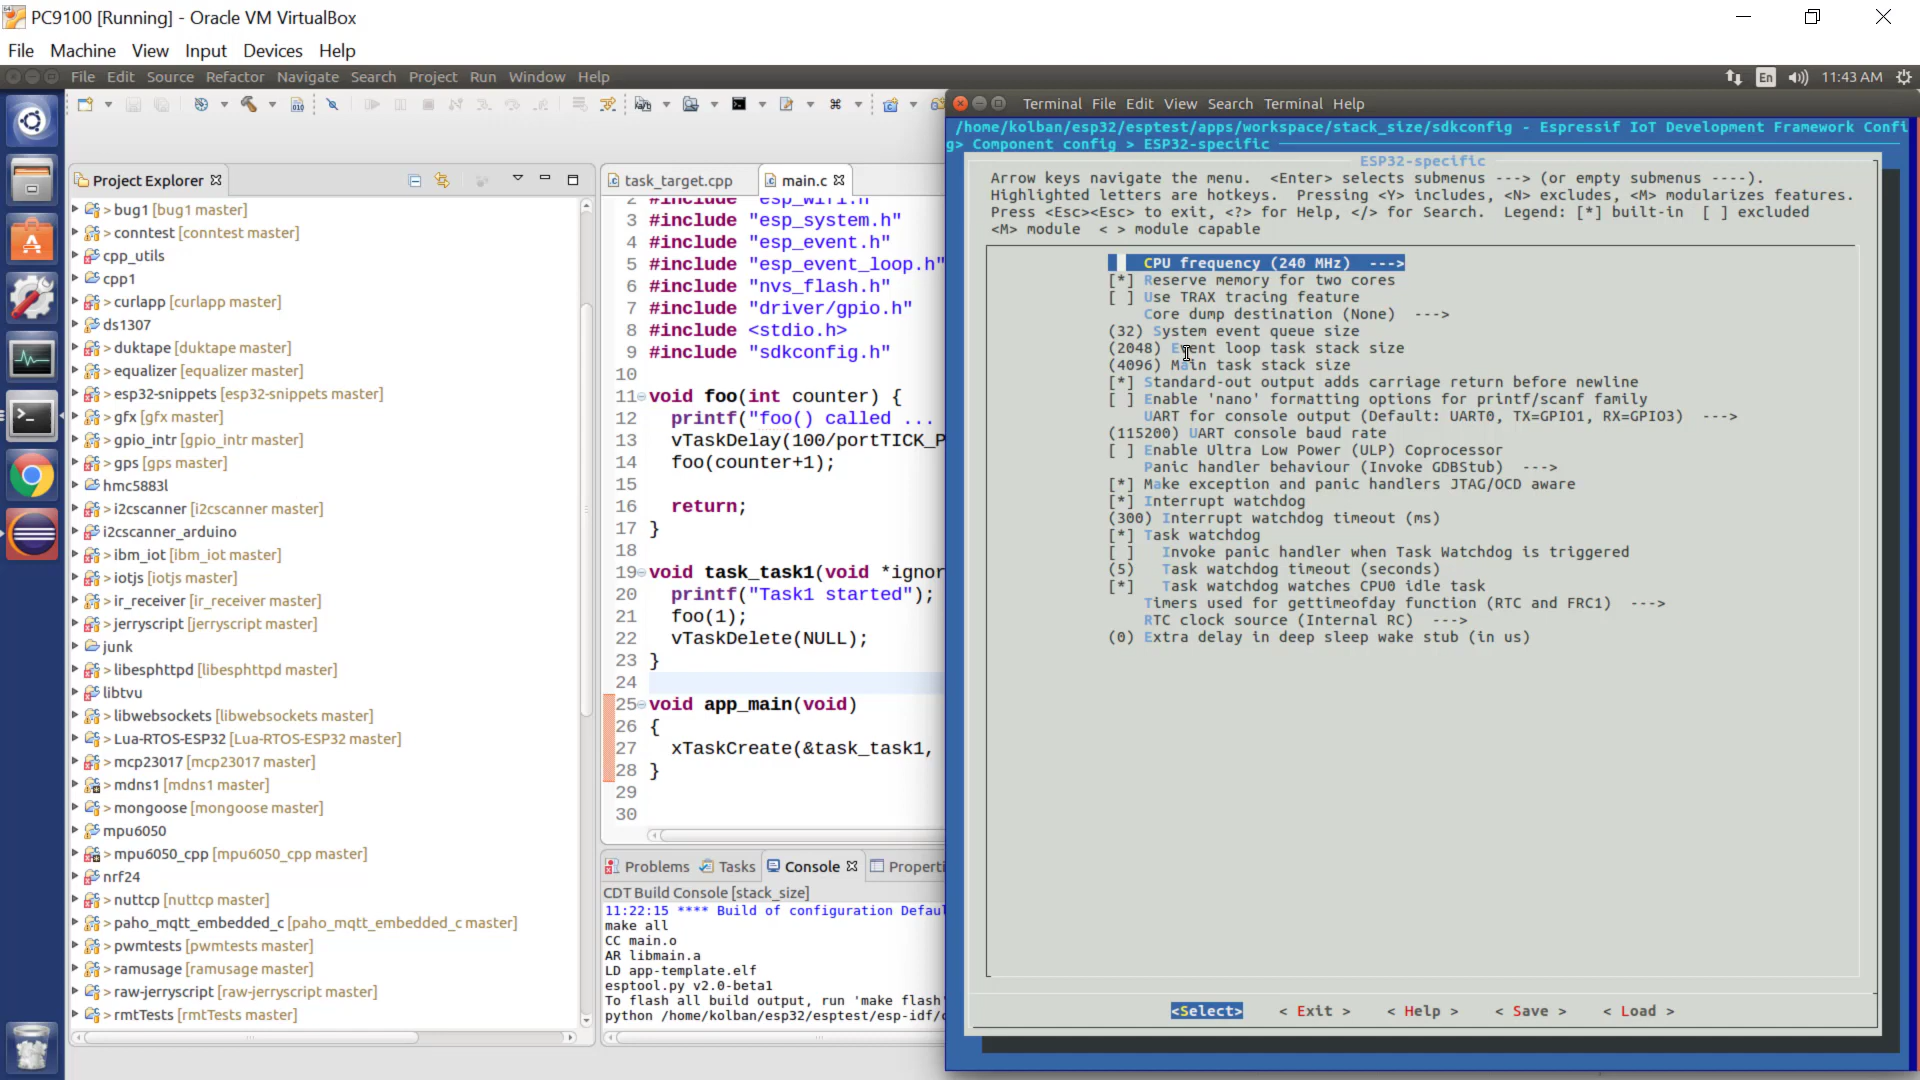 PC9100 [Running] - Oracle VM VirtualBox
File Machine View Input Devices Help
File Edit Source Refactor Navigate Search Project Run Window Help
En 11:43 AM
Project Explorer
> bug1 [bug1 master]
> conntest [conntest master]
cpp_utils
cpp1
> curlapp [curlapp master]
ds1307
> duktape [duktape master]
> equalizer [equalizer master]
> esp32-snippets [esp32-snippets master]
> gfx [gfx master]
> gpio_intr [gpio_intr master]
> gps [gps master]
hmc5883l
> i2cscanner [i2cscanner master]
i2cscanner_arduino
> ibm_iot [ibm_iot master]
> iotjs [iotjs master]
> ir_receiver [ir_receiver master]
> jerryscript [jerryscript master]
junk
> libesphttpd [libesphttpd master]
libtvu
> libwebsockets [libwebsockets master]
> Lua-RTOS-ESP32 [Lua-RTOS-ESP32 master]
> mcp23017 [mcp23017 master]
> mdns1 [mdns1 master]
> mongoose [mongoose master]
mpu6050
> mpu6050_cpp [mpu6050_cpp master]
nrf24
> nuttcp [nuttcp master]
> paho_mqtt_embedded_c [paho_mqtt_embedded_c master]
> pwmtests [pwmtests master]
> ramusage [ramusage master]
> raw-jerryscript [raw-jerryscript master]
> rmtTests [rmtTests master]
task_target.cpp main.c
2 #include "esp_wifi.h"
3 #include "esp_system.h"
4 #include "esp_event.h"
5 #include "esp_event_loop.h"
6 #include "nvs_flash.h"
7 #include "driver/gpio.h"
8 #include <stdio.h>
9 #include "sdkconfig.h"
10
11 void foo(int counter) {
12 printf("foo() called ...
13 vTaskDelay(100/portTICK_P
14 foo(counter+1);
15
16 return;
17 }
18
19 void task_task1(void *ignor
20 printf("Task1 started");
21 foo(1);
22 vTaskDelete(NULL);
23 }
24
25 void app_main(void)
26 {
27 xTaskCreate(&task_task1,
28 }
29
30
Problems Tasks Console Properti
CDT Build Console [stack_size]
11:22:15 **** Build of configuration Defau
make all
CC main.o
AR libmain.a
LD app-template.elf
esptool.py v2.0-beta1
To flash all build output, run 'make flash'
python /home/kolban/esp32/esptest/esp-idf/c
Terminal File Edit View Search Terminal Help
/home/kolban/esp32/esptest/apps/workspace/stack_size/sdkconfig - Espressif IoT Development Framework Confi
g> Component config > ESP32-specific
ESP32-specific
Arrow keys navigate the menu. <Enter> selects submenus ---> (or empty submenus ----).
Highlighted letters are hotkeys. Pressing <Y> includes, <N> excludes, <M> modularizes features.
Press <Esc><Esc> to exit, <?> for Help, </> for Search. Legend: [*] built-in [ ] excluded
<M> module < > module capable
CPU frequency (240 MHz) --->
[*] Reserve memory for two cores
[ ] Use TRAX tracing feature
Core dump destination (None) --->
(32) System event queue size
(2048) Event loop task stack size
(4096) Main task stack size
[*] Standard-out output adds carriage return before newline
[ ] Enable 'nano' formatting options for printf/scanf family
UART for console output (Default: UART0, TX=GPIO1, RX=GPIO3) --->
(115200) UART console baud rate
[ ] Enable Ultra Low Power (ULP) Coprocessor
Panic handler behaviour (Invoke GDBStub) --->
[*] Make exception and panic handlers JTAG/OCD aware
[*] Interrupt watchdog
(300) Interrupt watchdog timeout (ms)
[*] Task watchdog
[ ] Invoke panic handler when Task Watchdog is triggered
(5) Task watchdog timeout (seconds)
[*] Task watchdog watches CPU0 idle task
Timers used for gettimeofday function (RTC and FRC1) --->
RTC clock source (Internal RC) --->
(0) Extra delay in deep sleep wake stub (in us)
<Select> < Exit > < Help > < Save > < Load >